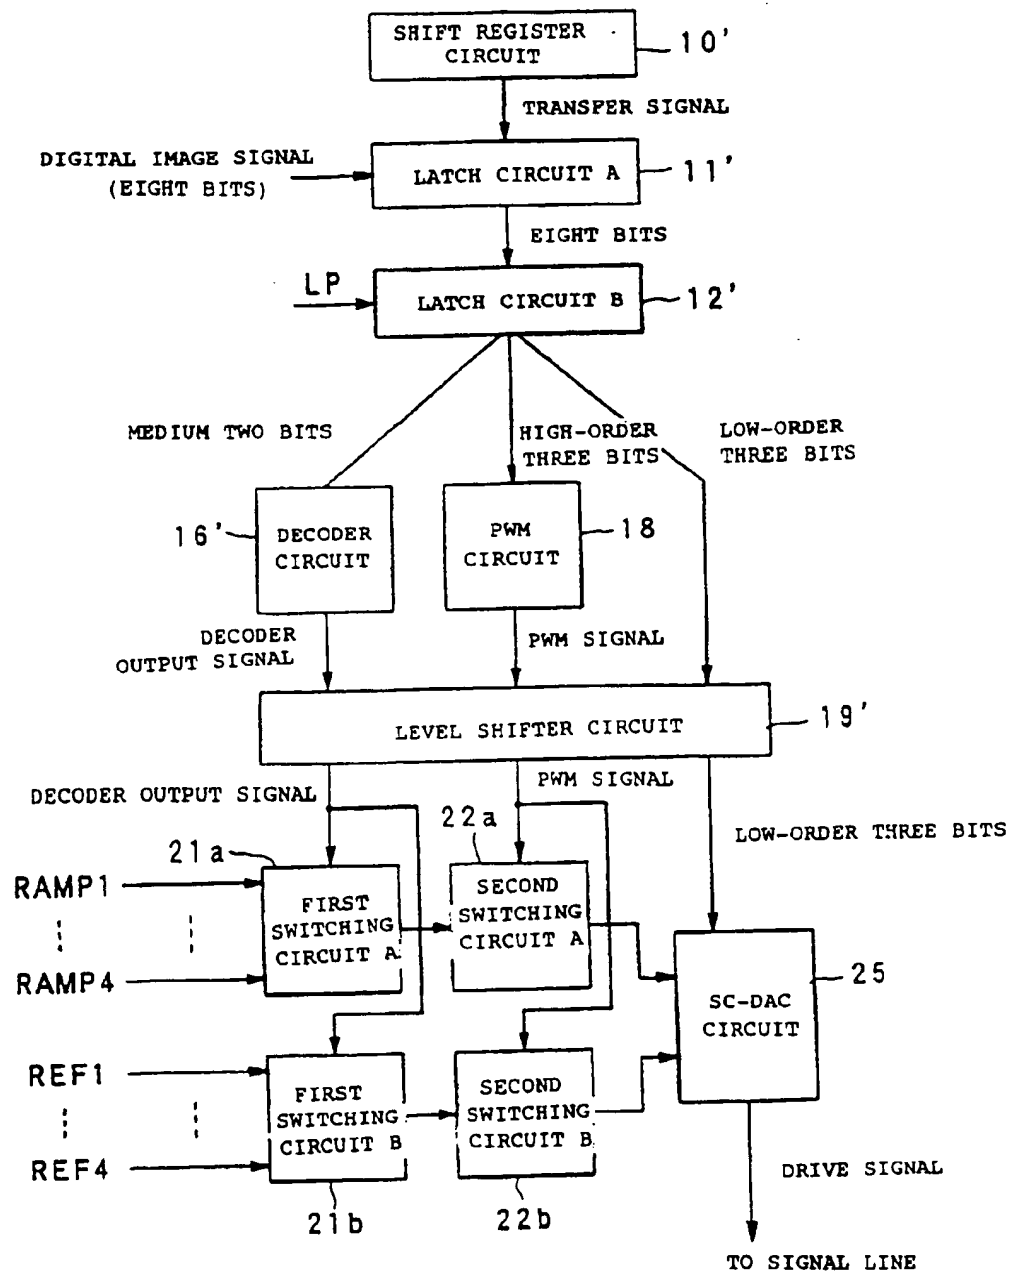 SHIFT REGISTER
CIRCUIT
10'
TRANSFER SIGNAL
DIGITAL IMAGE SIGNAL
(EIGHT BITS)
LATCH CIRCUIT A
11'
EIGHT BITS
LP
LATCH CIRCUIT B
12'
MEDIUM TWO BITS
HIGH-ORDER
THREE BITS
LOW-ORDER
THREE BITS
16'
DECODER
CIRCUIT
PWM
CIRCUIT
18
DECODER
OUTPUT SIGNAL
PWM SIGNAL
LEVEL SHIFTER CIRCUIT
19'
DECODER OUTPUT SIGNAL
PWM SIGNAL
LOW-ORDER THREE BITS
21a
22a
RAMP1
RAMP4
FIRST
SWITCHING
CIRCUIT A
SECOND
SWITCHING
CIRCUIT A
SC-DAC
CIRCUIT
25
REF1
REF4
FIRST
SWITCHING
CIRCUIT B
SECOND
SWITCHING
CIRCUIT B
21b
22b
DRIVE SIGNAL
TO SIGNAL LINE